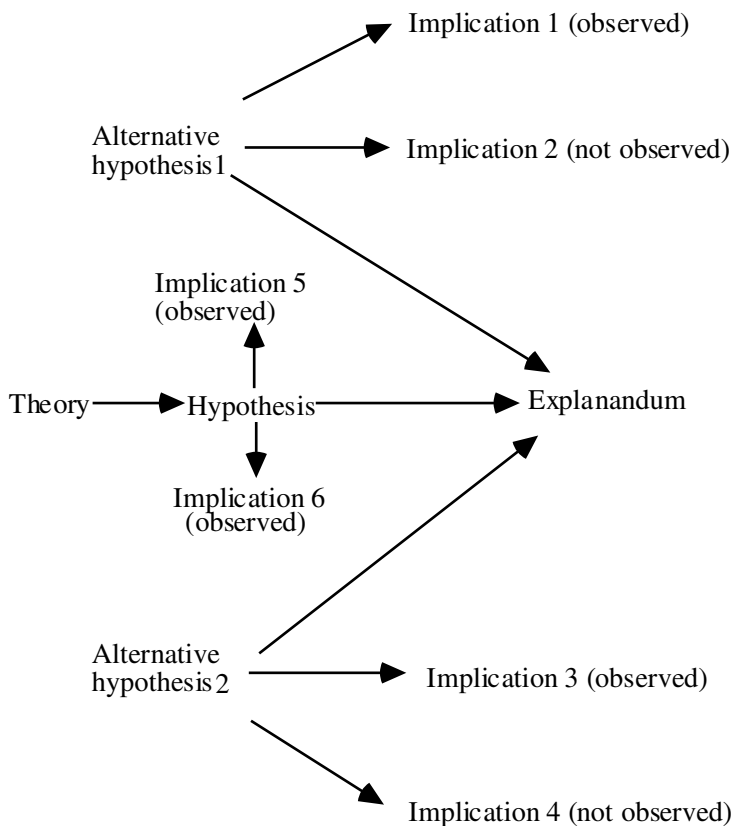 Implication 1 (observed)
Alternative
hypothesis1
Implication 2 (not observed)
Implication 5
(observed)
Theory
Hypothesis
Explanandum
Implication 6
(observed)
Alternative
hypothesis2
Implication 3 (observed)
Implication 4 (not observed)